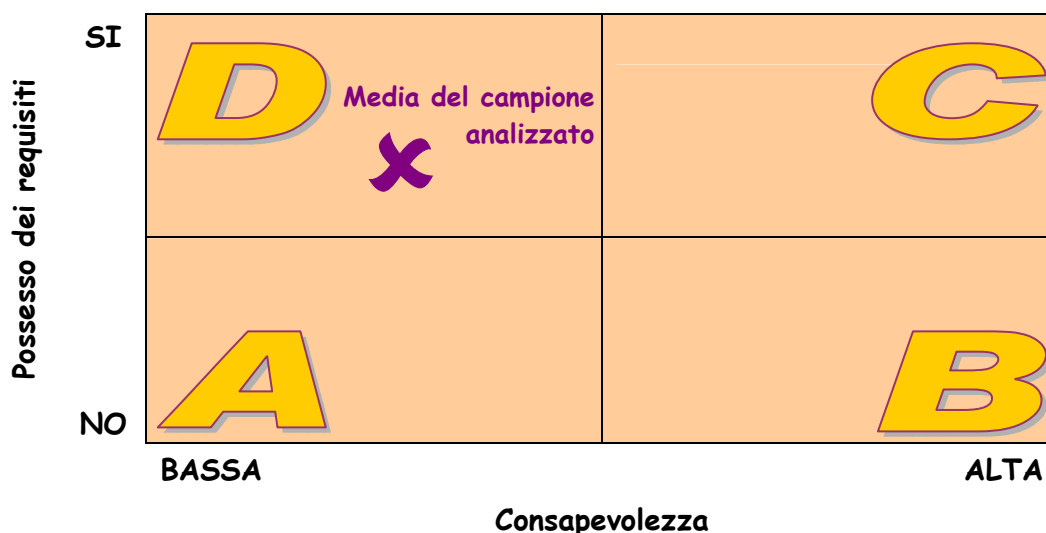 SI
D
Media del campione
analizzato
C
Possesso dei requisiti
A
B
NO
BASSA
ALTA
Consapevolezza